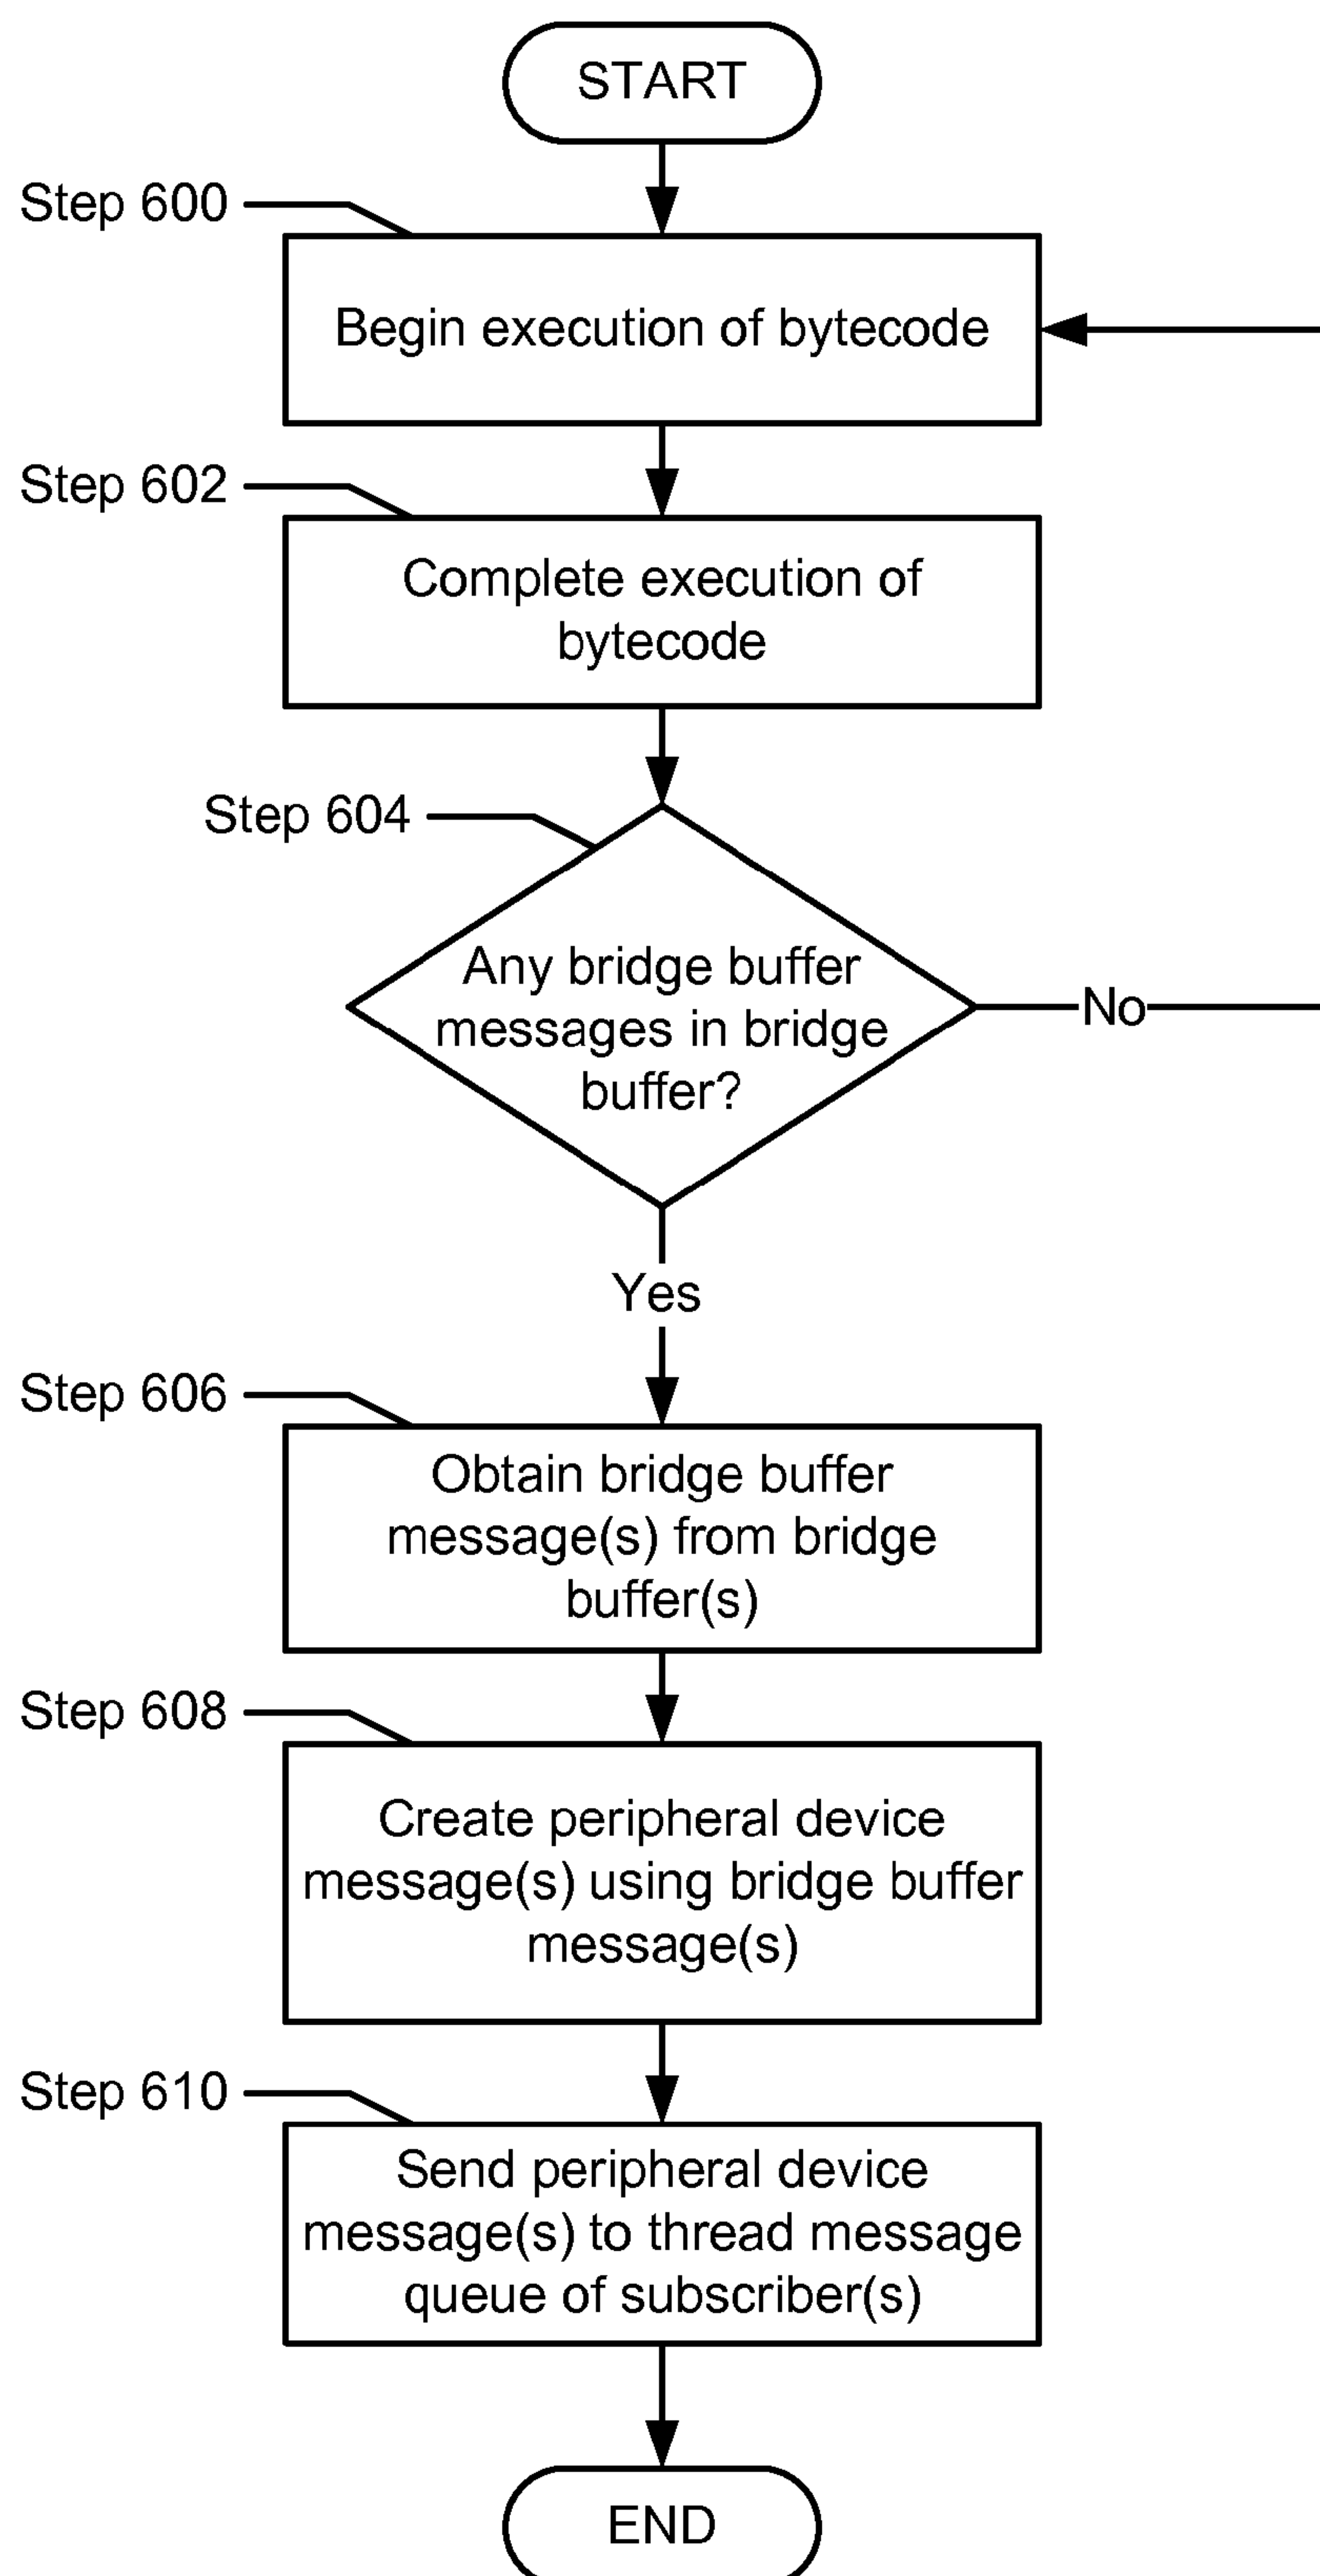 START
Step 600
Begin execution of bytecode
Step 602
Complete execution of
bytecode
Step 604
Any bridge buffer
messages in bridge
buffer?
No
Yes
Step 606
Obtain bridge buffer
message(s) from bridge
buffer(s)
Step 608
Create peripheral device
message(s) using bridge buffer
message(s)
Step 610
Send peripheral device
message(s) to thread message
queue of subscriber(s)
END